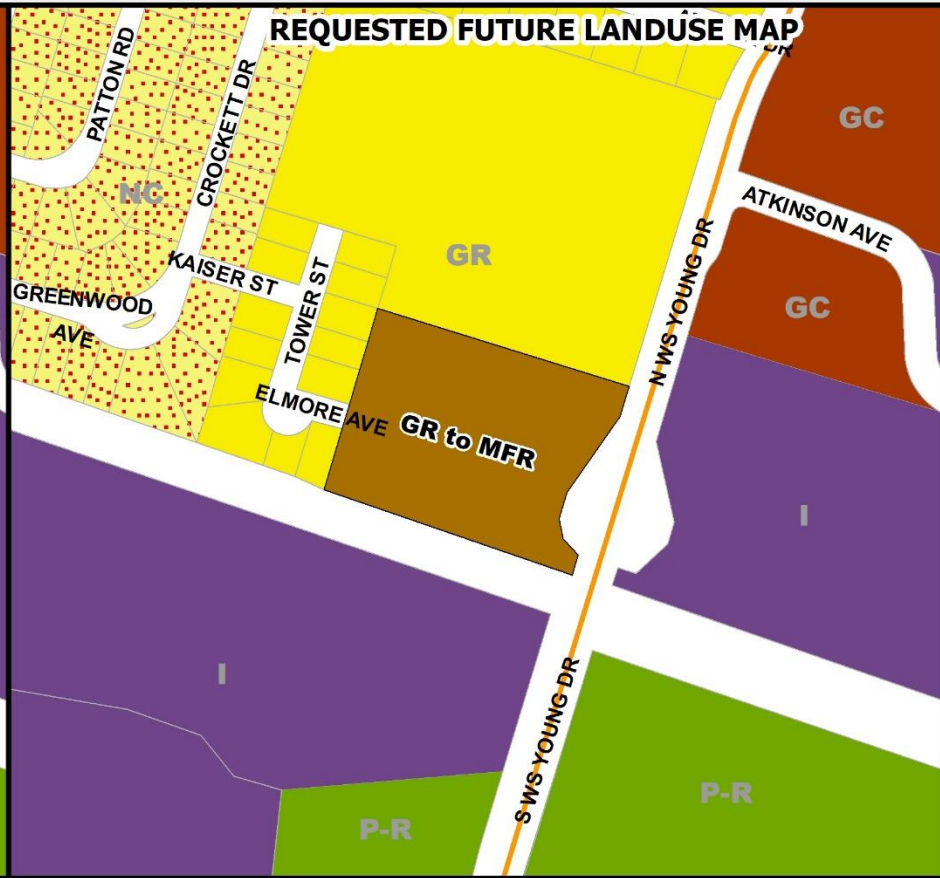 REQUESTED FUTURE LANDUSE MAP
DR
PATTON RD
CROCKETT DR
GC
NC
ATKINSON AVE
KAISER ST
GR
GREENWOOD
AVE
TOWER ST
N WS YOUNG DR
GC
ELMORE AVE
GR to MFR
I
I
S WS YOUNG DR
P-R
P-R